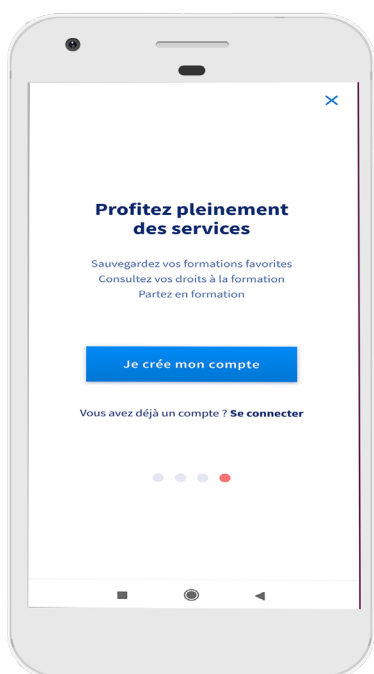 Profitez pleinement
des services
Sauvegardez vos formations favorites
Consultez vos droits à la formation
Partez en formation
Je crée mon compte
Vous avez déjà un compte ? Se connecter